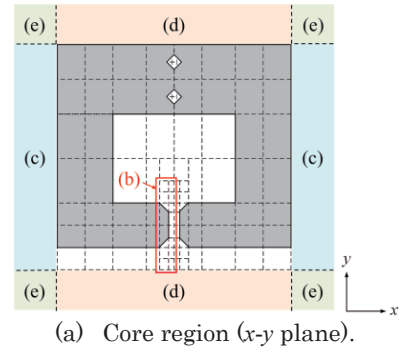 (e) (d) (e)
(c) (c)
(b)
(e) (d) (e)
y
x
(a) Core region (x-y plane).